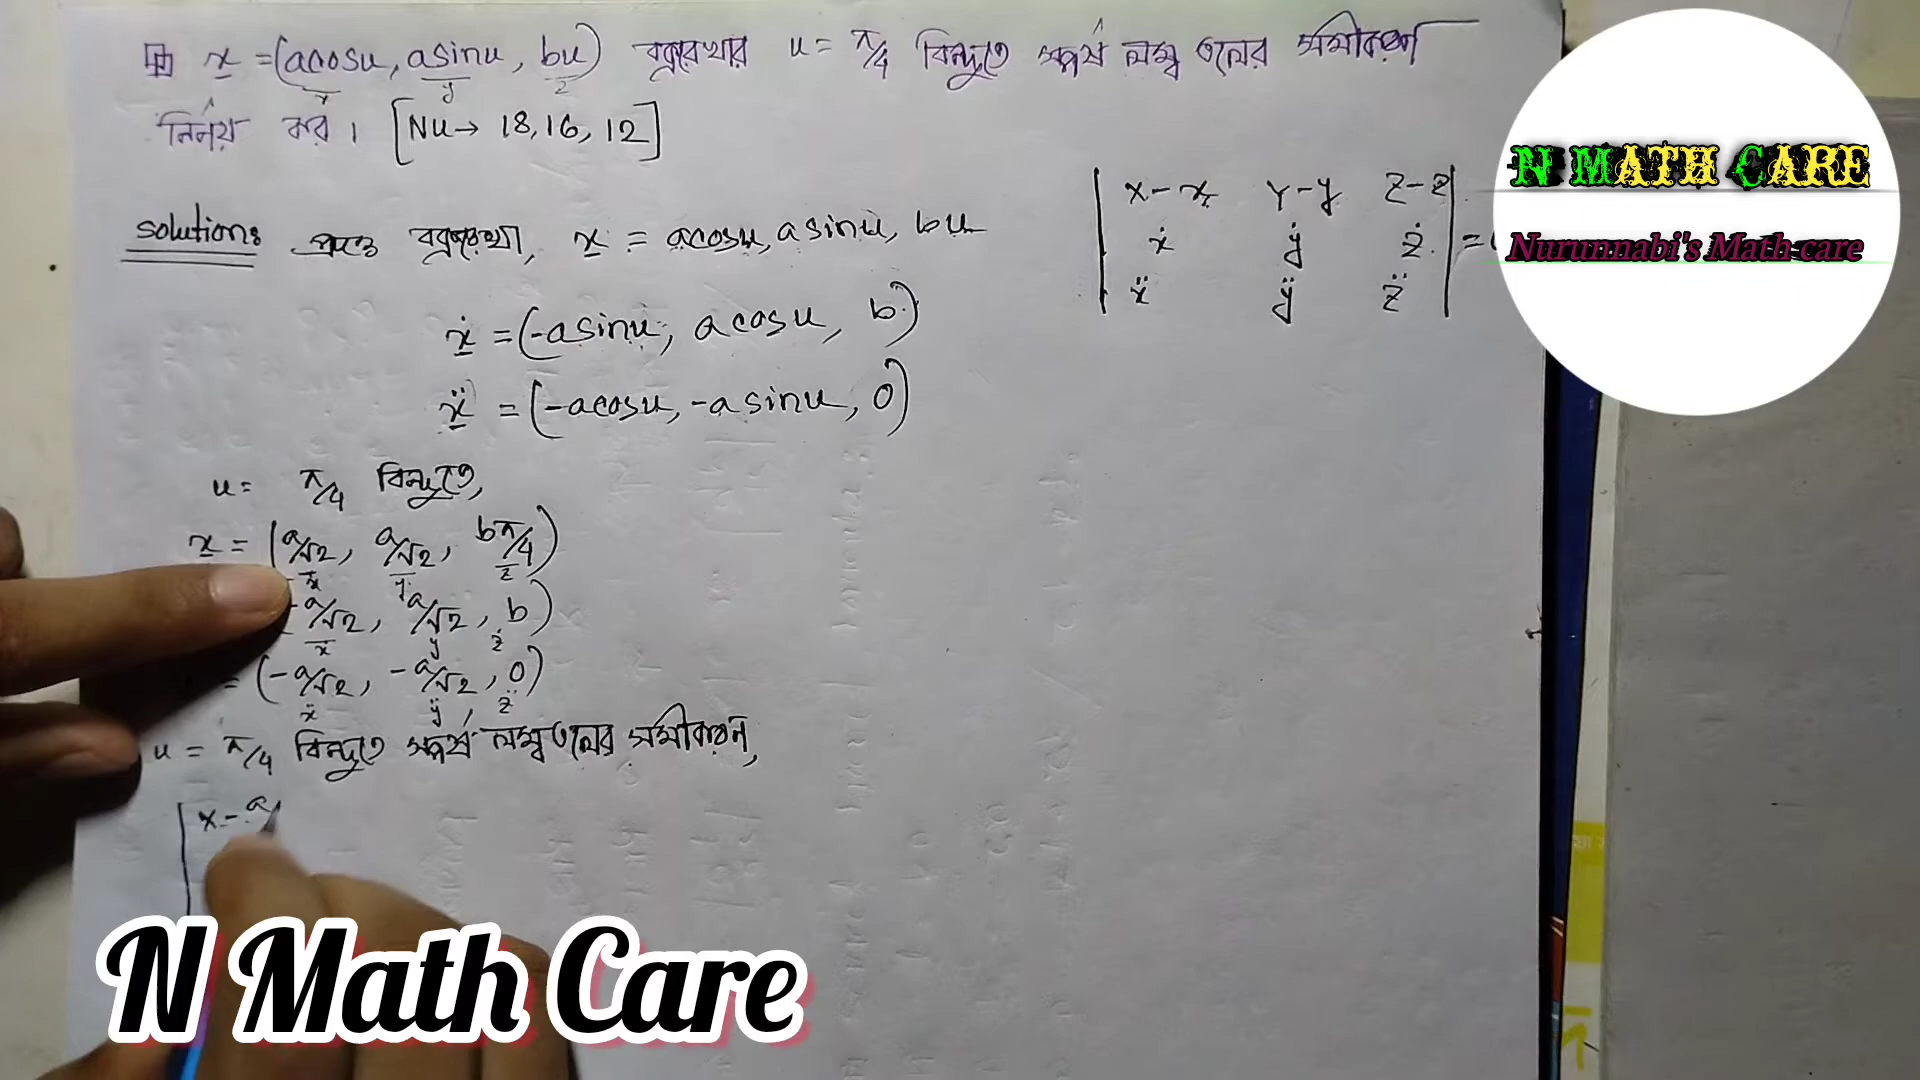 x = (acosu, asinu, bu) বক্ররেখার u = π/4 বিন্দুতে স্পর্শ লম্ব তলের সমীকরণ
x y z
নির্ণয় কর। [NU→ 18, 16, 12]
solution: প্রদত্ত বক্ররেখা, x = acosu, asinu, bu
ẋ = (-asinu, acosu, b)
ẍ = (-acosu, -asinu, 0)
| X-x Y-y Z-z |
| ẋ ẏ ż | =
| ẍ ÿ z̈ |
u = π/4 বিন্দুতে,
x = (a/√2, a/√2, bπ/4)
x y z
-a/√2, a/√2, b)
ẋ ẏ ż
= (-a/√2, -a/√2, 0)
ẍ ÿ z̈
u = π/4 বিন্দুতে স্পর্শ লম্ব তলের সমীকরণ,
| x - a/
N MATH CARE
Nurunnabi's Math care
N Math Care